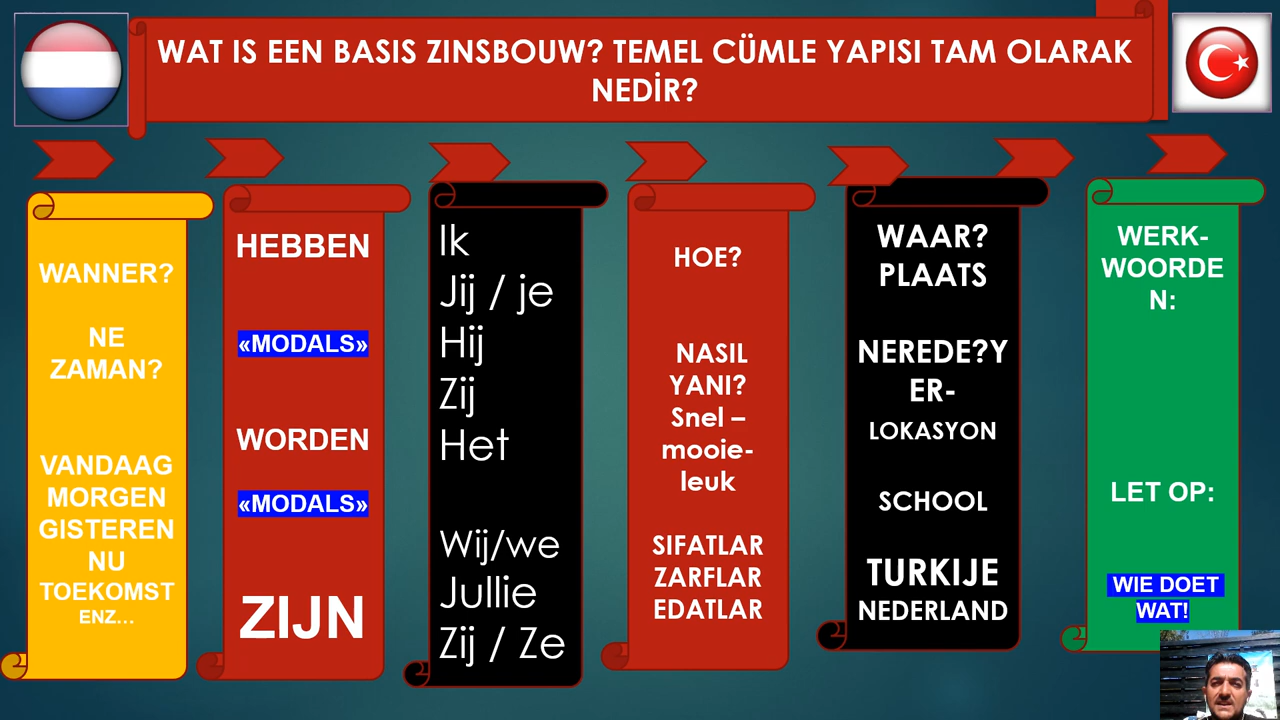 WAT IS EEN BASIS ZINSBOUW? TEMEL CÜMLE YAPISI TAM OLARAK
NEDİR?
WANNER?
NE
ZAMAN?
VANDAAG
MORGEN
GISTEREN
NU
TOEKOMST
ENZ…
HEBBEN
«MODALS»
WORDEN
«MODALS»
ZIJN
Ik
Jij / je
Hij
Zij
Het
Wij/we
Jullie
Zij / Ze
HOE?
NASIL
YANI?
Snel –
mooie-
leuk
SIFATLAR
ZARFLAR
EDATLAR
WAAR?
PLAATS
NEREDE?Y
ER-
LOKASYON
SCHOOL
TURKIJE
NEDERLAND
WERK-
WOORDE
N:
LET OP:
WIE DOET
WAT!